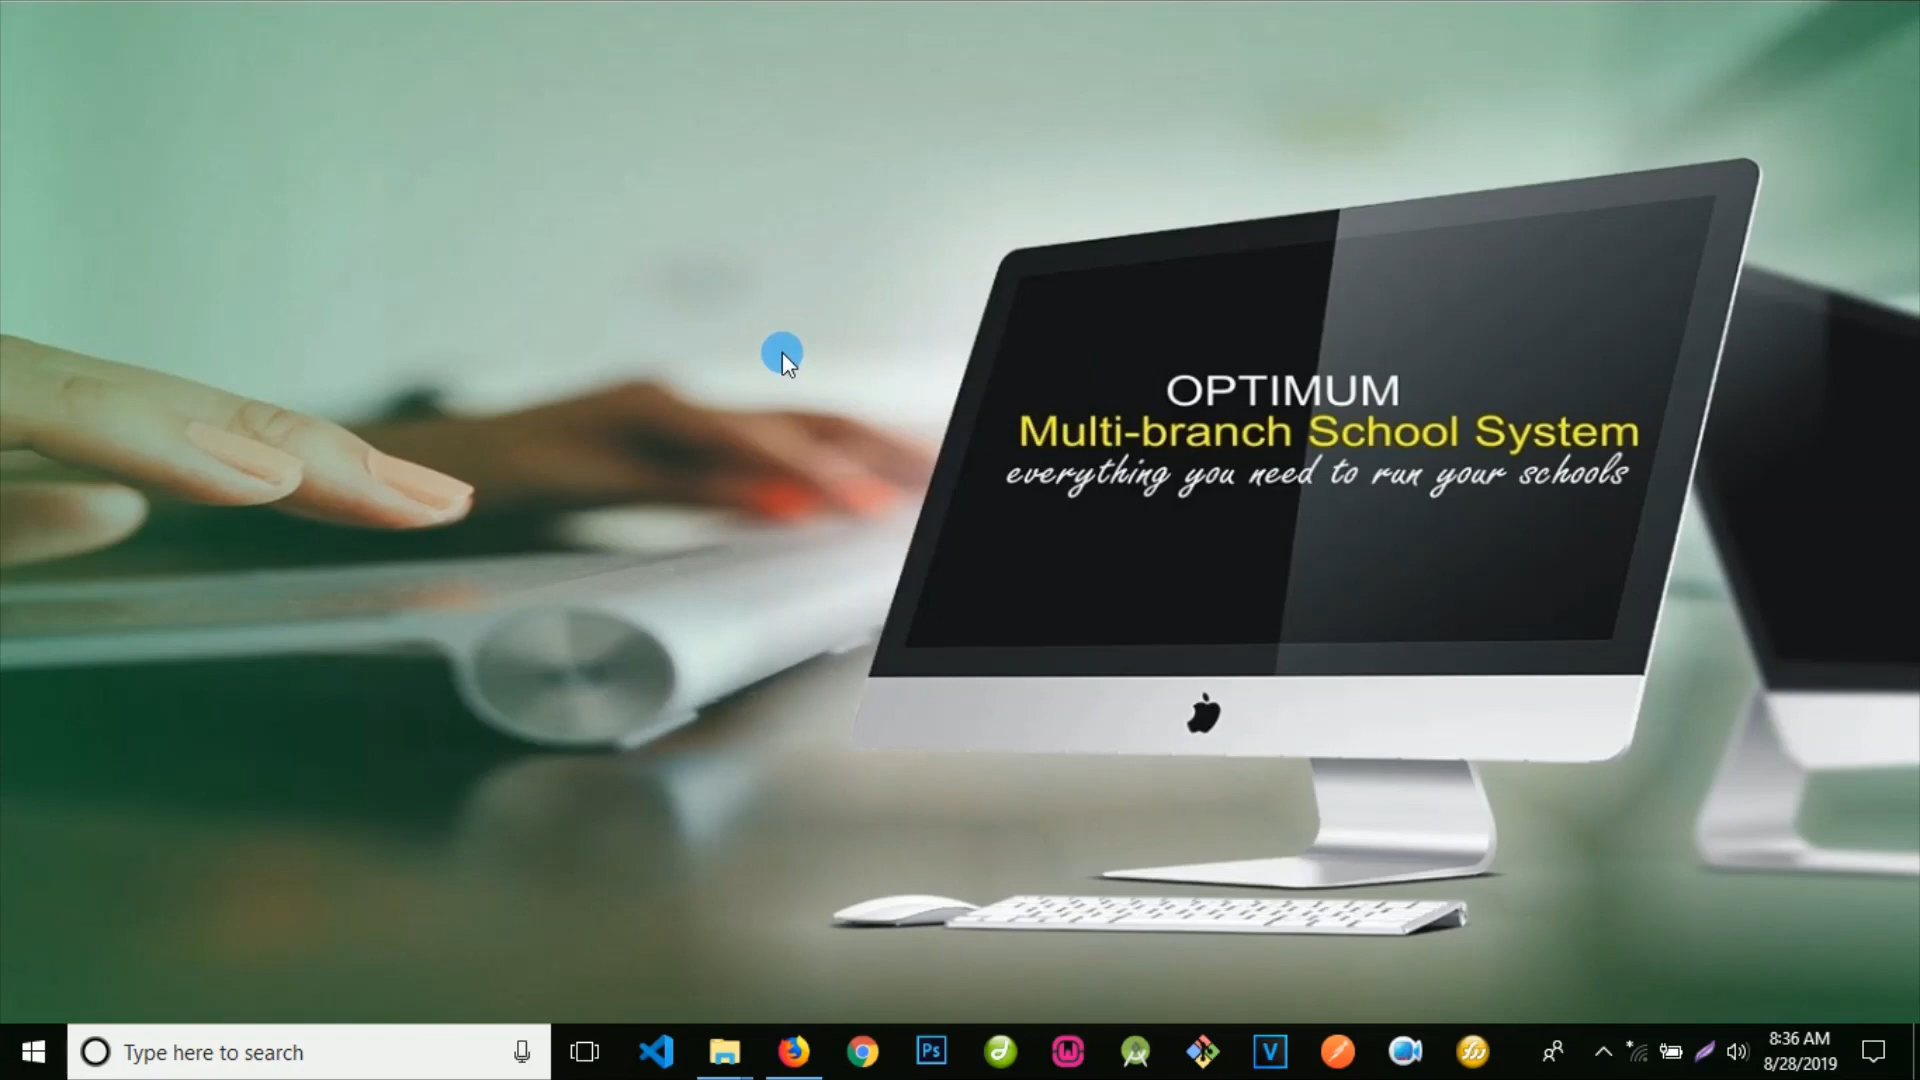 OPTIMUM
Multi-branch School System
everything you need to run your schools
Type here to search
Ps
V
8:36 AM
8/28/2019